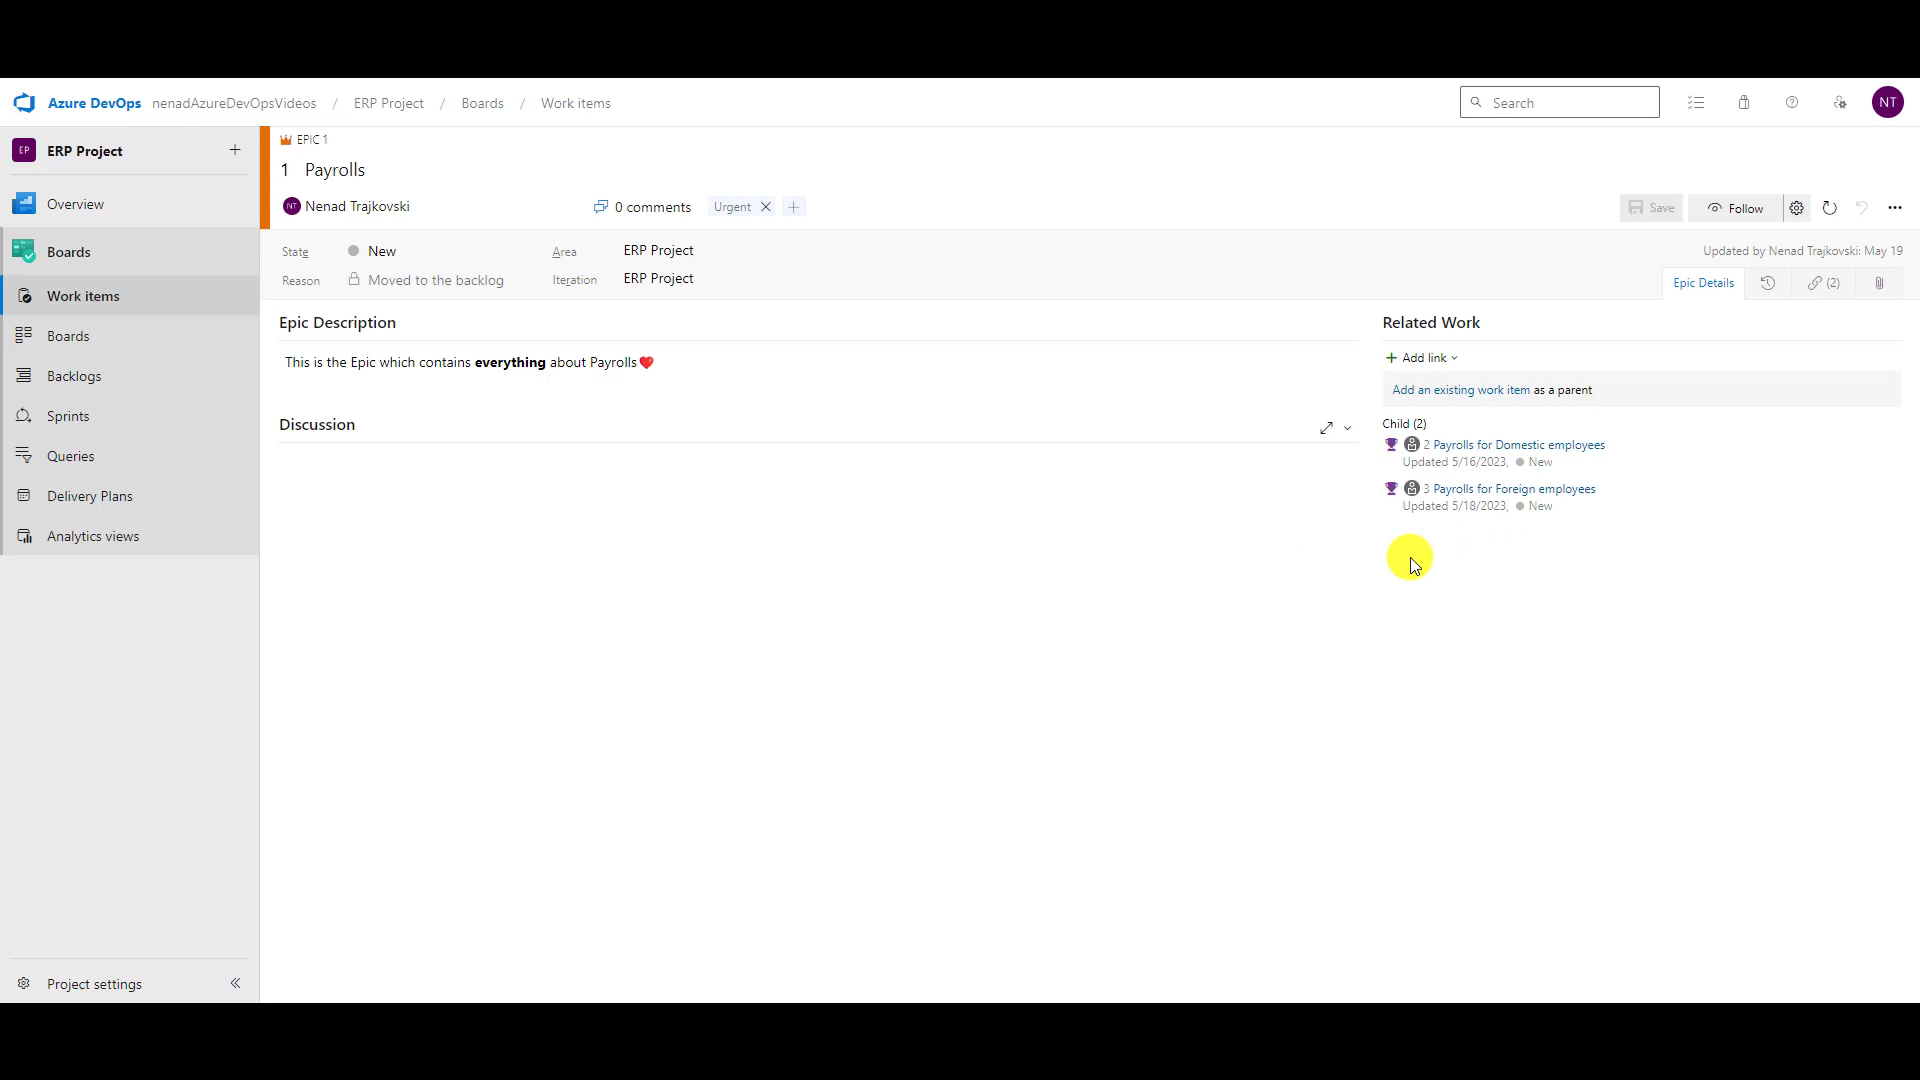 Azure DevOps nenadAzureDevOpsVideos / ERP Project / Boards / Work items Search NT
EP ERP Project +
EPIC 1
1 Payrolls
NT Nenad Trajkovski 0 comments Urgent Save Follow
Overview
Boards
Work items
Boards
Backlogs
Sprints
Queries
Delivery Plans
Analytics views
Project settings
State New Area ERP Project Updated by Nenad Trajkovski: May 19
Reason Moved to the backlog Iteration ERP Project
Epic Details (2)
Epic Description
This is the Epic which contains everything about Payrolls❤️
Discussion
Related Work
+ Add link
Add an existing work item as a parent
Child (2)
2 Payrolls for Domestic employees
Updated 5/16/2023, New
3 Payrolls for Foreign employees
Updated 5/18/2023, New